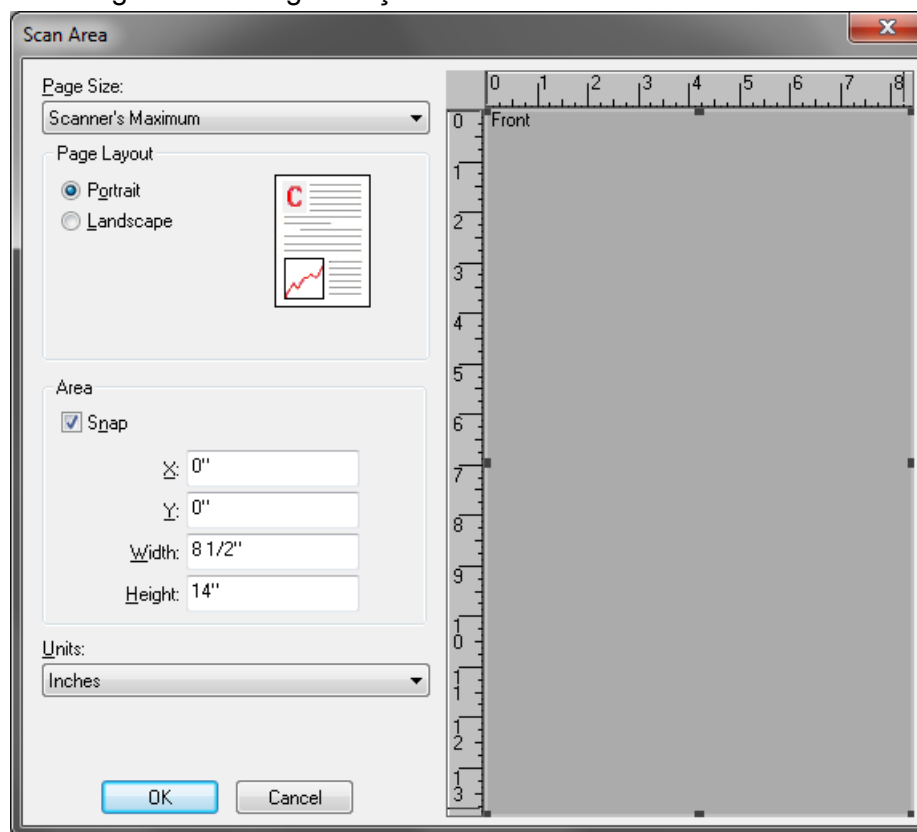 Scan Area
Page Size:
Scanner's Maximum
Page Layout
Portrait
Landscape
C
Area
Snap
X: 0"
Y: 0"
Width: 8 1/2"
Height: 14"
Units:
Inches
OK Cancel
0 1 2 3 4 5 6 7 8
Front
0
1
2
3
4
5
6
7
8
9
10
11
12
13